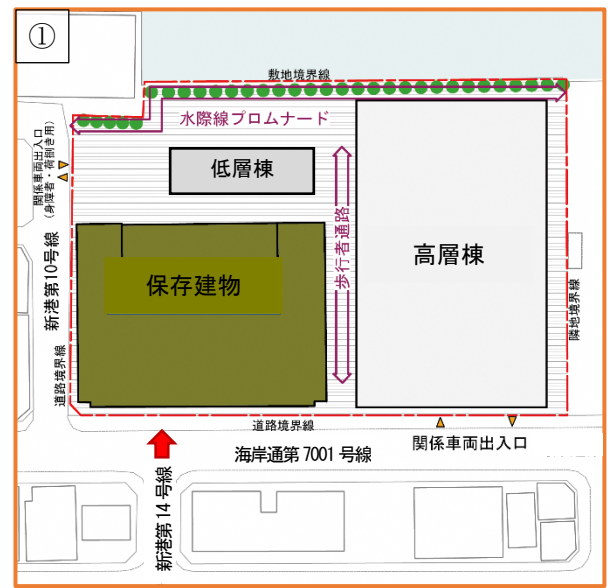 ①
敷地境界線
水際線プロムナード
関係車両出入口
(身障者・荷捌き用)
低層棟
歩行者通路
高層棟
保存建物
新港第10号線
隣地境界線
道路境界線
道路境界線
関係車両出入口
海岸通第7001号線
新港第14号線